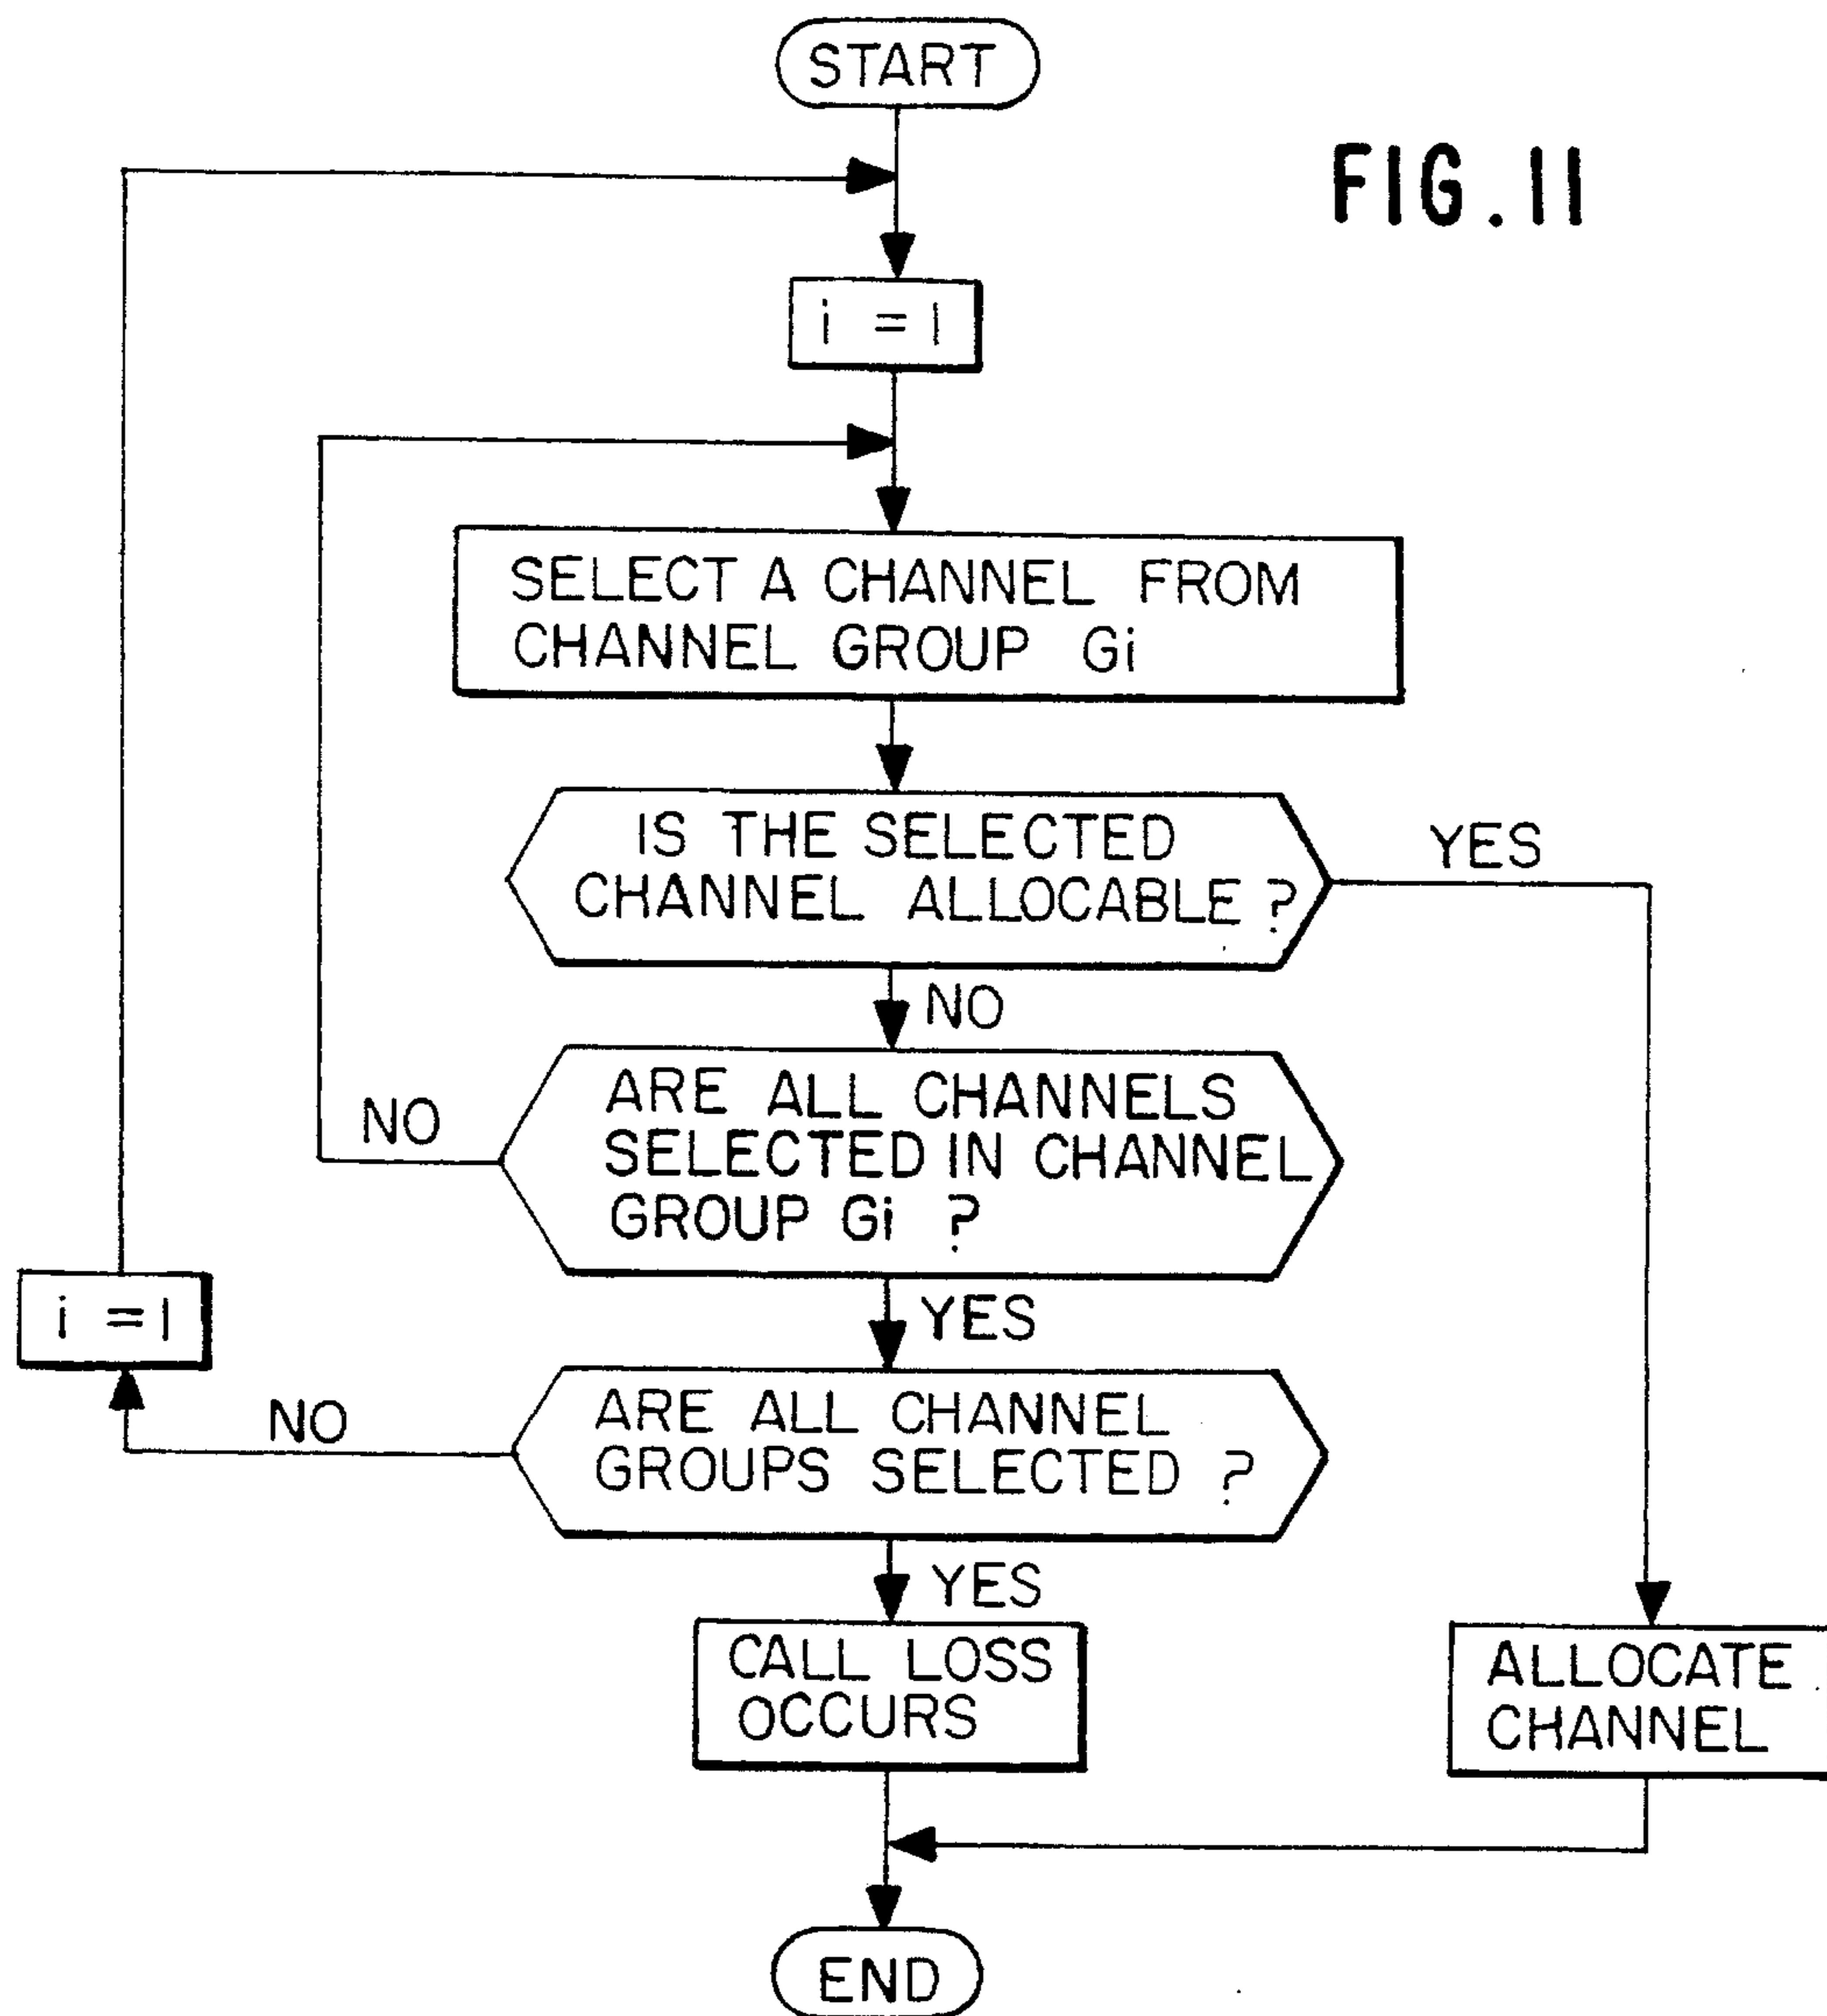 START
FIG. 11
i = 1
SELECT A CHANNEL FROM
CHANNEL GROUP Gi
IS THE SELECTED
CHANNEL ALLOCABLE ?
YES
NO
ARE ALL CHANNELS
SELECTED IN CHANNEL
GROUP Gi ?
NO
YES
i = 1
ARE ALL CHANNEL
GROUPS SELECTED ?
NO
YES
CALL LOSS
OCCURS
ALLOCATE
CHANNEL
END